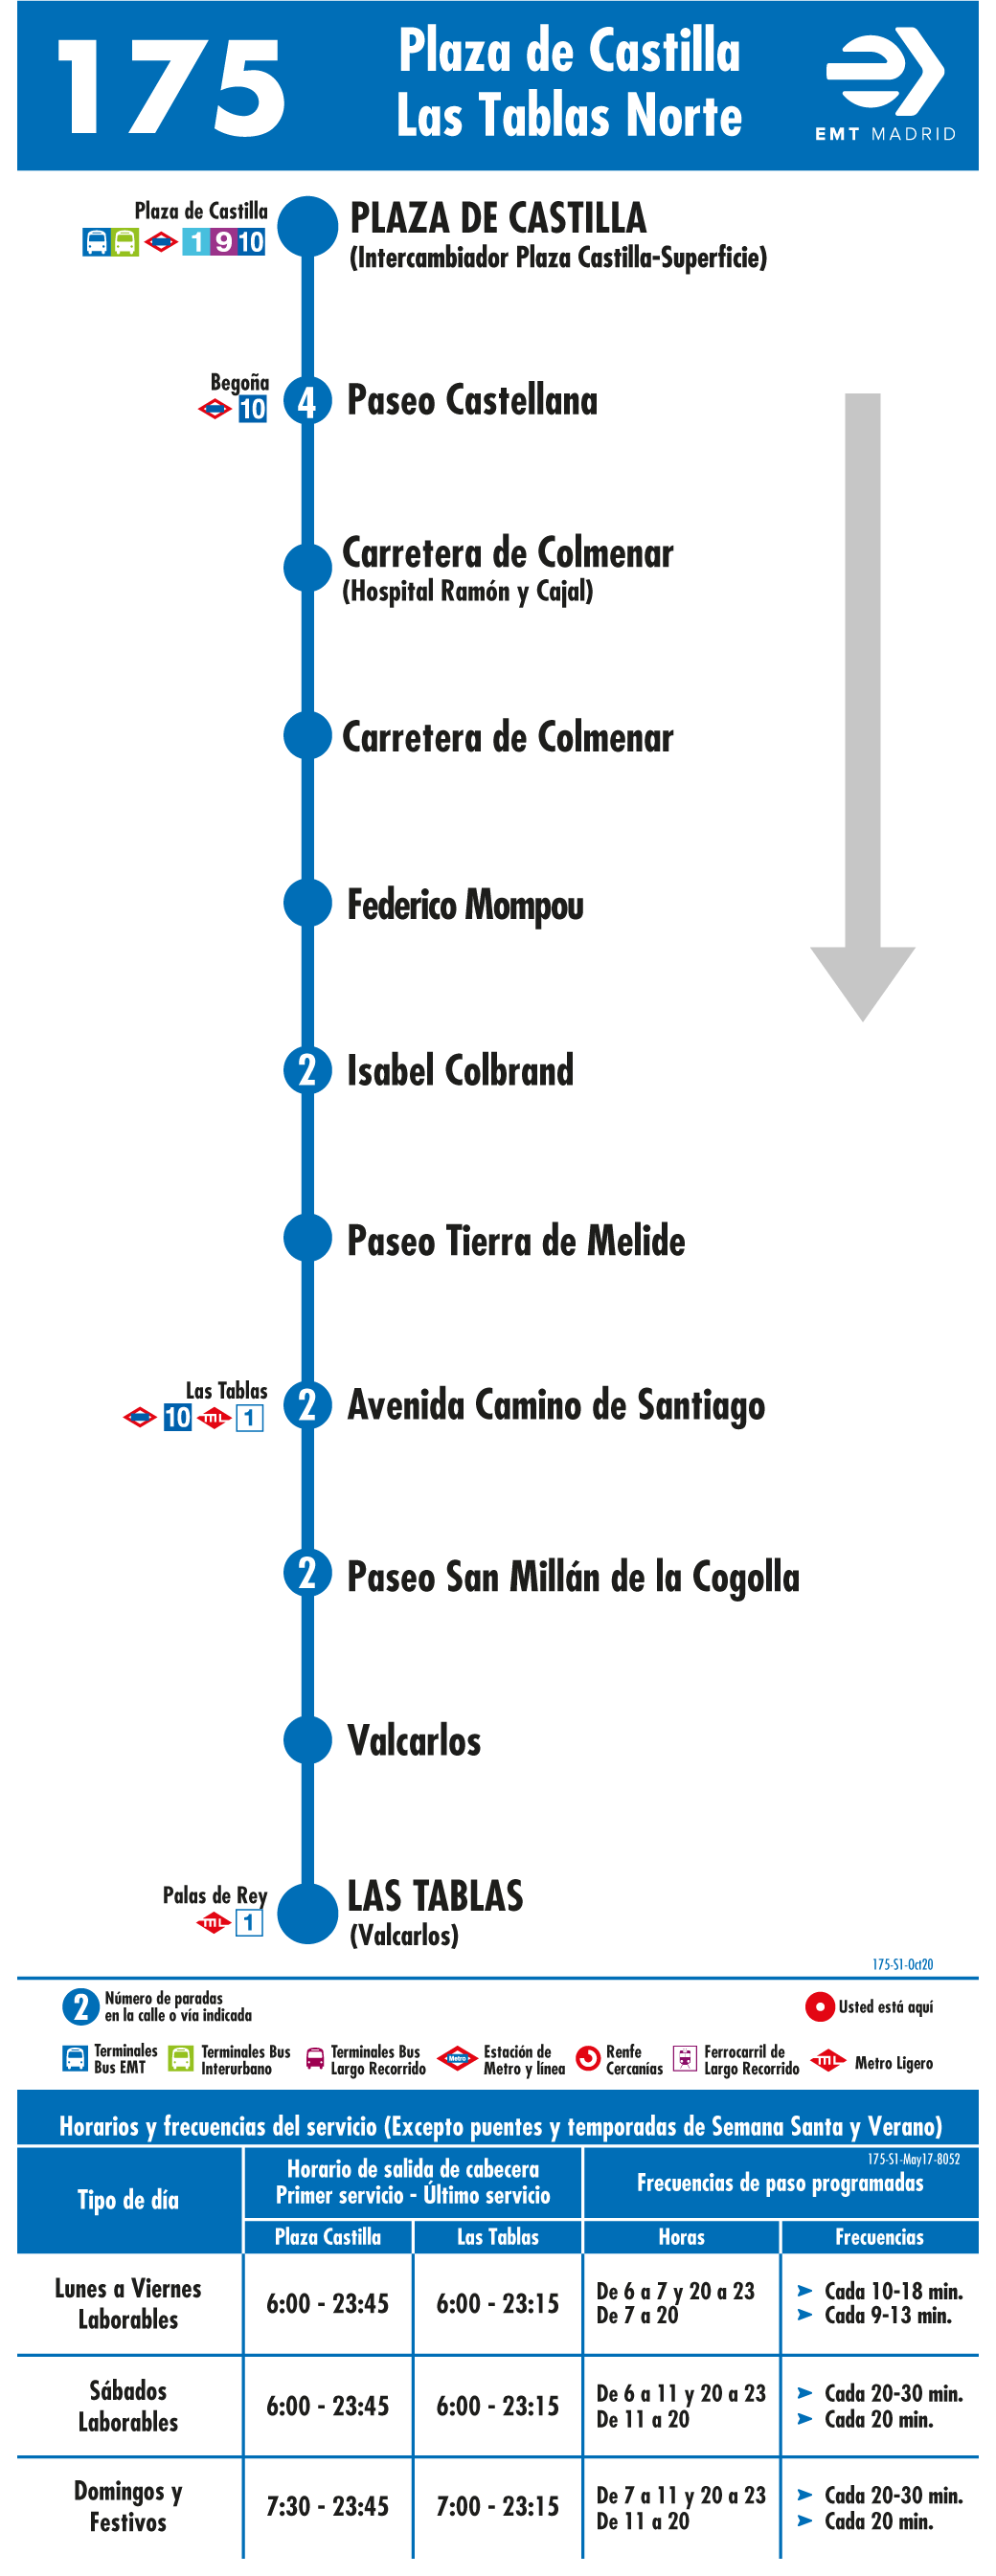 175
Plaza de Castilla
Las Tablas Norte
EMT MADRID
Plaza de Castilla
1 9 10
PLAZA DE CASTILLA
(Intercambiador Plaza Castilla-Superficie)
Begoña
10
4
Paseo Castellana
Carretera de Colmenar
(Hospital Ramón y Cajal)
Carretera de Colmenar
Federico Mompou
2
Isabel Colbrand
Paseo Tierra de Melide
Las Tablas
10 ML 1
2
Avenida Camino de Santiago
2
Paseo San Millán de la Cogolla
Valcarlos
Palas de Rey
ML 1
LAS TABLAS
(Valcarlos)
175-S1-Oct20
2
Número de paradas
en la calle o vía indicada
Usted está aquí
Terminales
Bus EMT
Terminales Bus
Interurbano
Terminales Bus
Largo Recorrido
Metro
Estación de
Metro y línea
Renfe
Cercanías
Ferrocarril de
Largo Recorrido
ML
Metro Ligero
Horarios y frecuencias del servicio (Excepto puentes y temporadas de Semana Santa y Verano)
175-S1-May17-8052
Tipo de día
Horario de salida de cabecera
Primer servicio - Último servicio
Frecuencias de paso programadas
Plaza Castilla
Las Tablas
Horas
Frecuencias
Lunes a Viernes
Laborables
6:00 - 23:45
6:00 - 23:15
De 6 a 7 y 20 a 23
De 7 a 20
Cada 10-18 min.
Cada 9-13 min.
Sábados
Laborables
6:00 - 23:45
6:00 - 23:15
De 6 a 11 y 20 a 23
De 11 a 20
Cada 20-30 min.
Cada 20 min.
Domingos y
Festivos
7:30 - 23:45
7:00 - 23:15
De 7 a 11 y 20 a 23
De 11 a 20
Cada 20-30 min.
Cada 20 min.